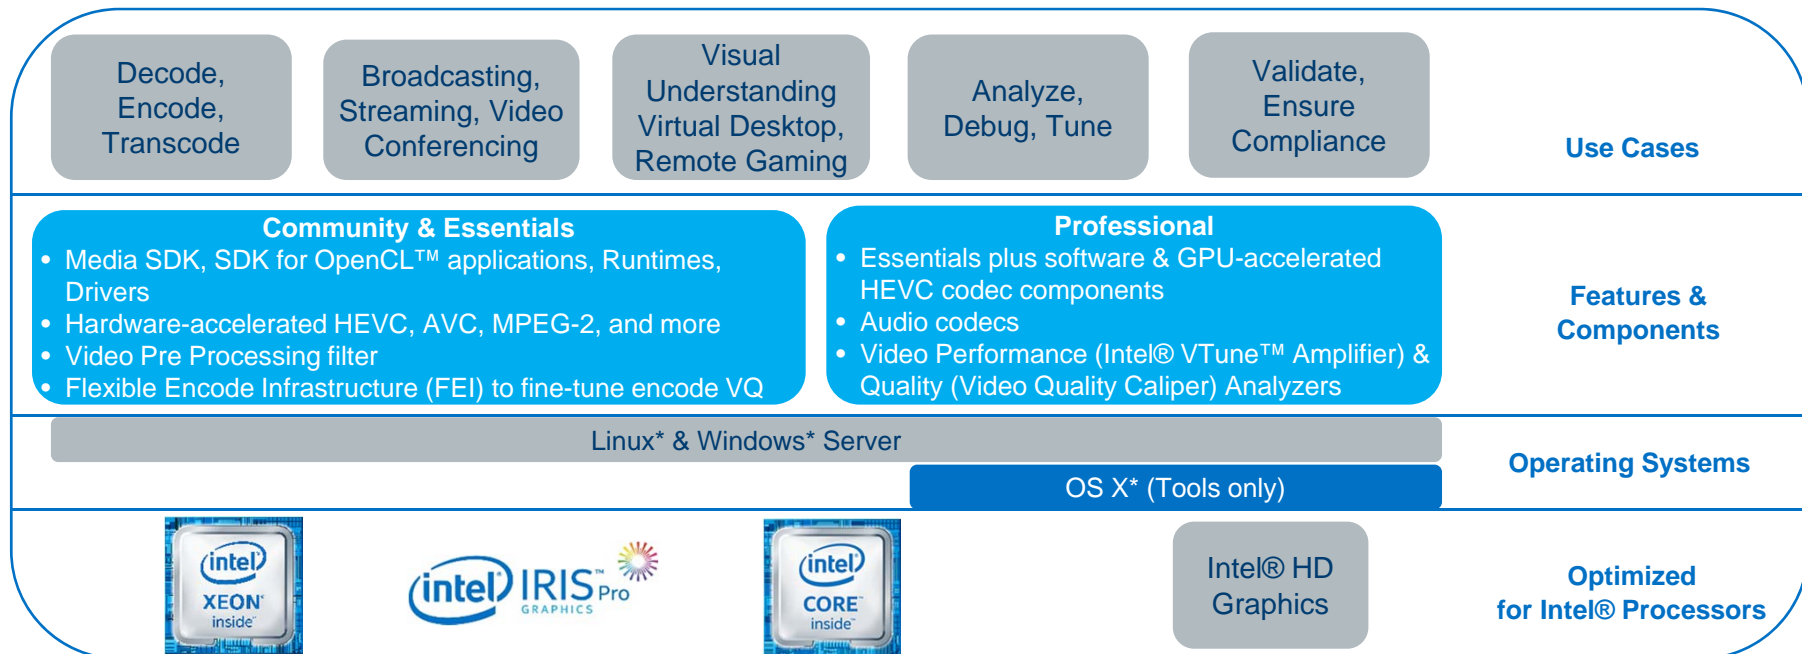 Decode,
Encode,
Transcode
Broadcasting,
Streaming, Video
Conferencing
Visual
Understanding
Virtual Desktop,
Remote Gaming
Analyze,
Debug, Tune
Validate,
Ensure
Compliance
Use Cases
Community & Essentials
• Media SDK, SDK for OpenCL™ applications, Runtimes,
Drivers
• Hardware-accelerated HEVC, AVC, MPEG-2, and more
• Video Pre Processing filter
• Flexible Encode Infrastructure (FEI) to fine-tune encode VQ
Professional
• Essentials plus software & GPU-accelerated
HEVC codec components
• Audio codecs
• Video Performance (Intel® VTune™ Amplifier) &
Quality (Video Quality Caliper) Analyzers
Features &
Components
Linux* & Windows* Server
OS X* (Tools only)
Operating Systems
intel®
XEON®
inside™
intel® IRIS™ Pro
GRAPHICS
intel®
CORE™
inside™
Intel® HD
Graphics
Optimized
for Intel® Processors